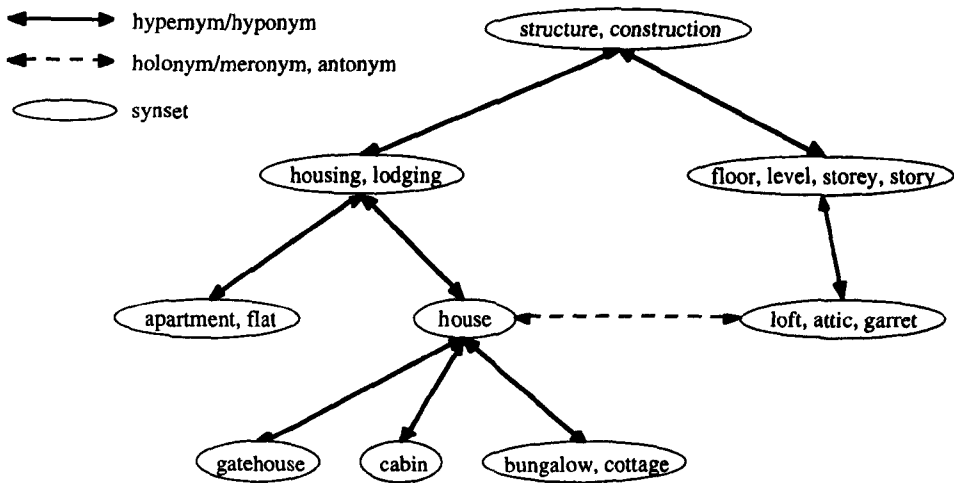 hypernym/hyponym
holonym/meronym, antonym
synset
structure, construction
housing, lodging
floor, level, storey, story
apartment, flat
house
loft, attic, garret
gatehouse
cabin
bungalow, cottage